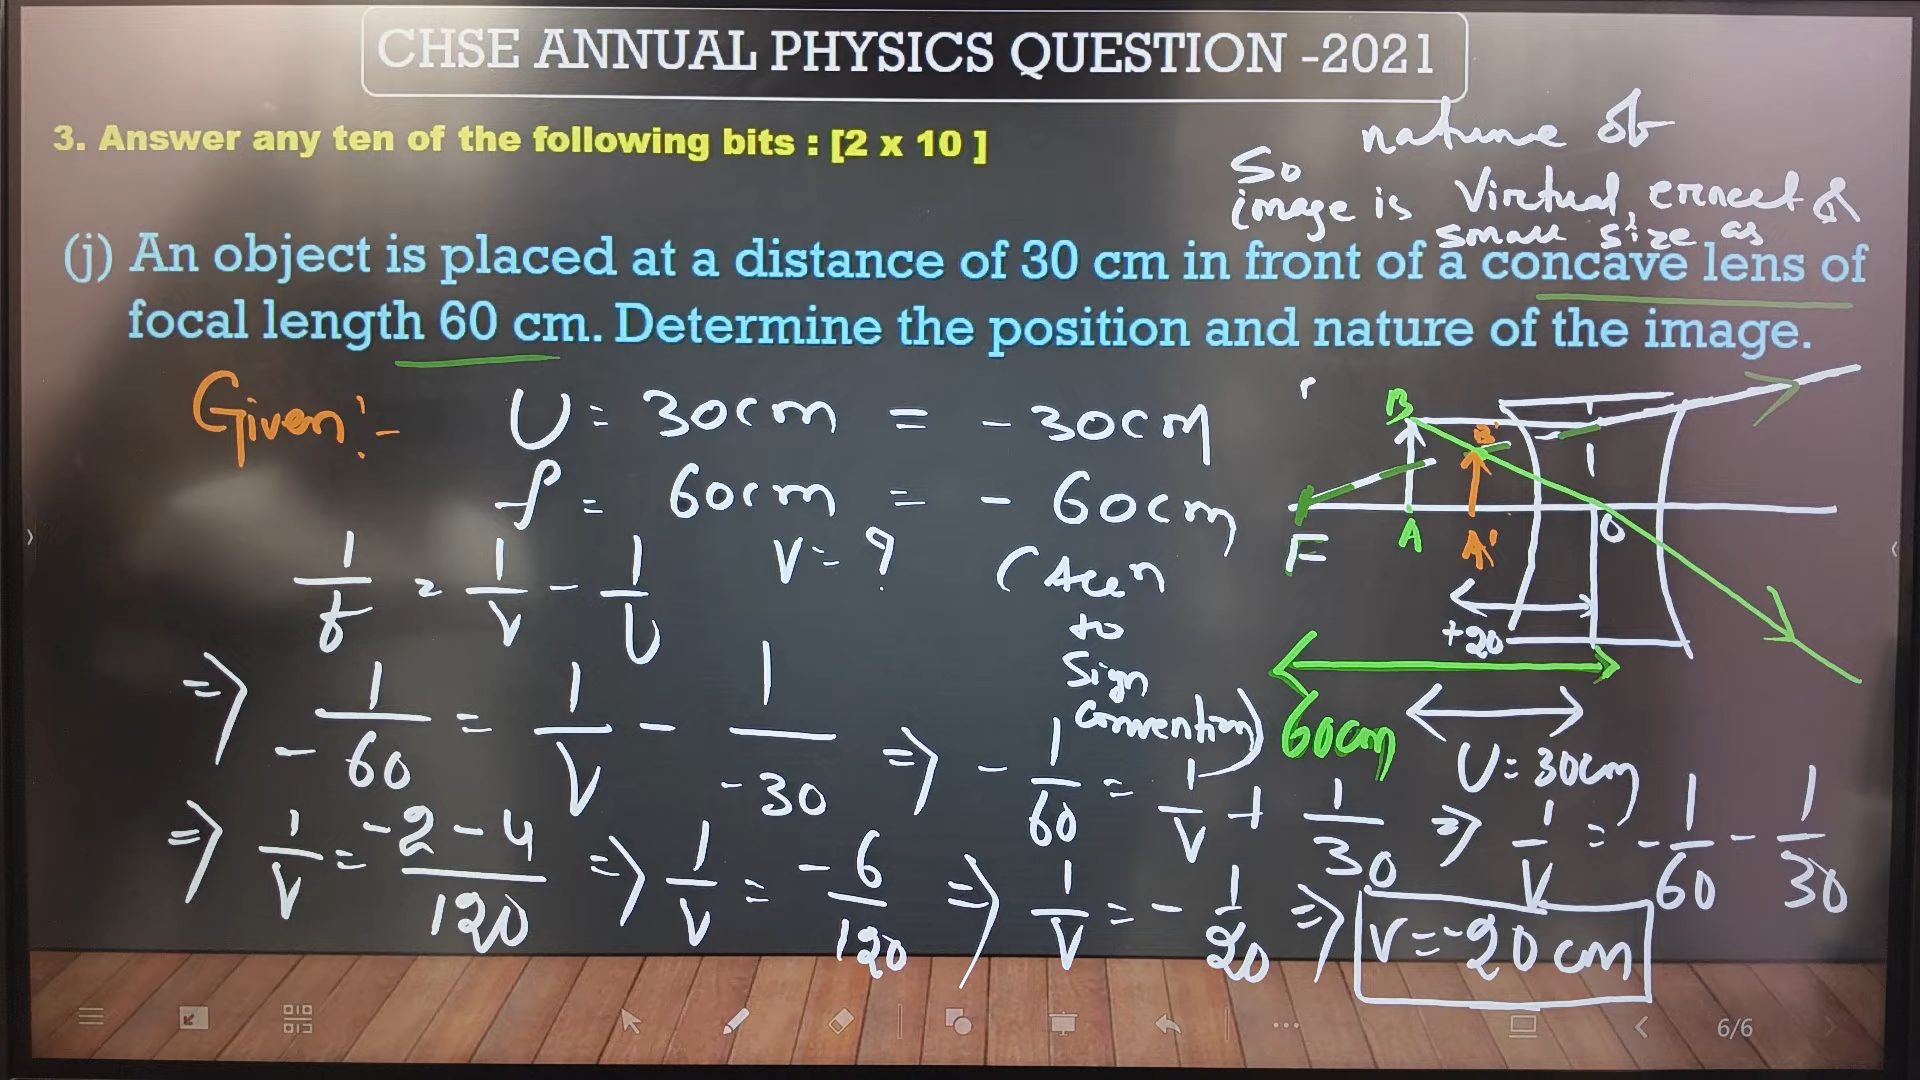 CHSE ANNUAL PHYSICS QUESTION -2021
3. Answer any ten of the following bits : [2 x 10 ]
So nature of
image is Virtual, errect &
small size as
(j) An object is placed at a distance of 30 cm in front of a concave lens of
focal length 60 cm. Determine the position and nature of the image.
Given:-
U = 30cm = - 30cm
f = 60cm = - 60cm
V = ?
(Accn
to
Sign
convention)
B
B'
F
A
A'
O
+20
60cm
U = 30cm
1/f = 1/V - 1/U
=> - 1/60 = 1/V - 1/-30 => - 1/60 = 1/V + 1/30 => 1/V = - 1/60 - 1/30
=> 1/V = -2-4/120 => 1/V = -6/120 => 1/V = - 1/20 => V = -20cm
6/6